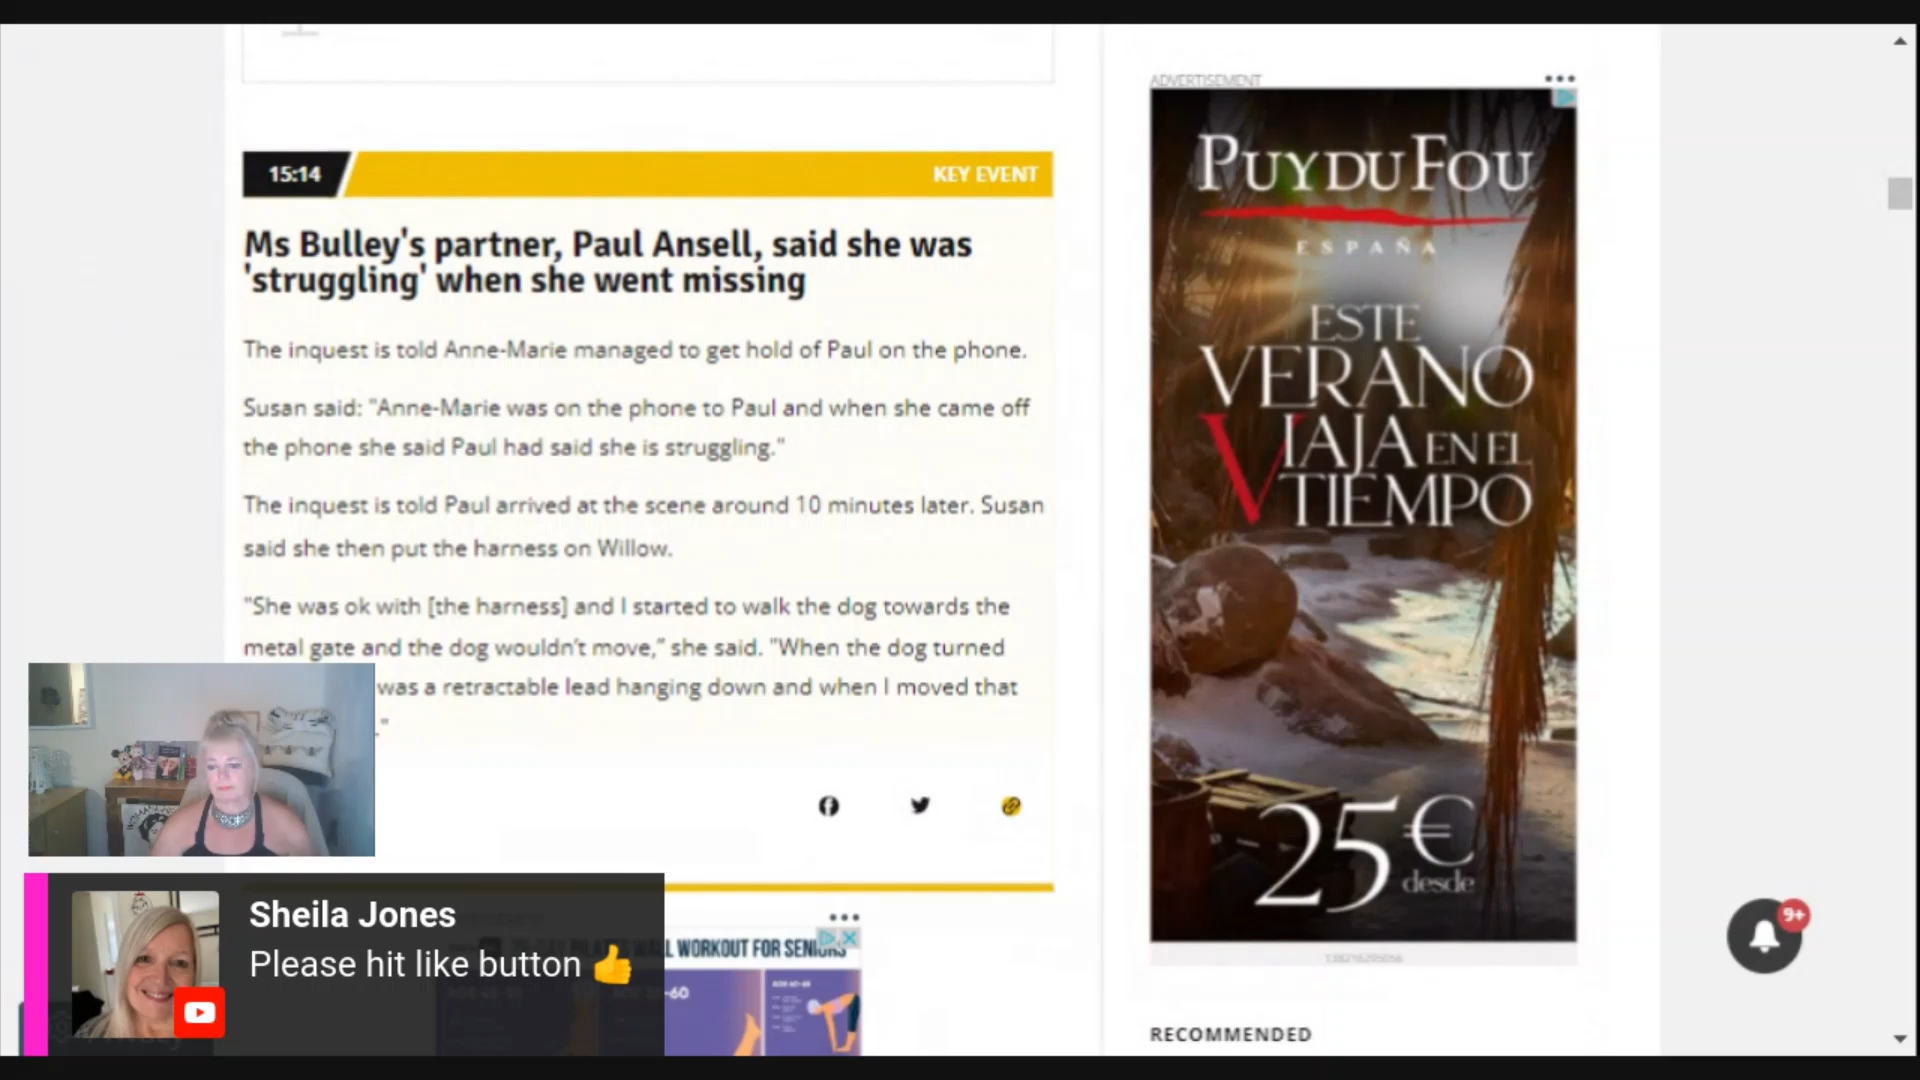 ADVERTISEMENT
15:14
KEY EVENT
Ms Bulley's partner, Paul Ansell, said she was
'struggling' when she went missing
The inquest is told Anne-Marie managed to get hold of Paul on the phone.
Susan said: "Anne-Marie was on the phone to Paul and when she came off
the phone she said Paul had said she is struggling."
The inquest is told Paul arrived at the scene around 10 minutes later. Susan
said she then put the harness on Willow.
"She was ok with [the harness] and I started to walk the dog towards the
metal gate and the dog wouldn't move," she said. "When the dog turned
was a retractable lead hanging down and when I moved that
."
PUY DU FOU
ESPAÑA
ESTE
VERANO
VIAJA EN EL
TIEMPO
25€
desde
Sheila Jones
Please hit like button 👍
WALL WORKOUT FOR SENIORS
-60
9+
RECOMMENDED